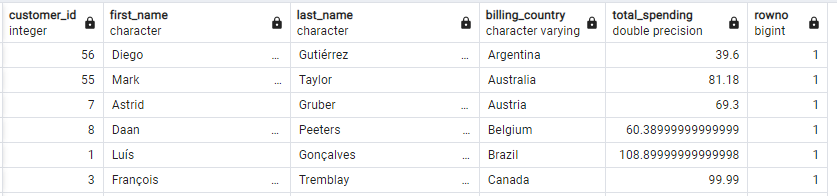 customer_id first_name last_name billing_country total_spending rowno
integer character character character varying double precision bigint
56 Diego ... Gutiérrez ... Argentina 39.6 1
55 Mark ... Taylor ... Australia 81.18 1
7 Astrid Gruber ... Austria 69.3 1
8 Daan ... Peeters ... Belgium 60.38999999999999 1
1 Luís ... Gonçalves ... Brazil 108.89999999999998 1
3 François ... Tremblay ... Canada 99.99 1